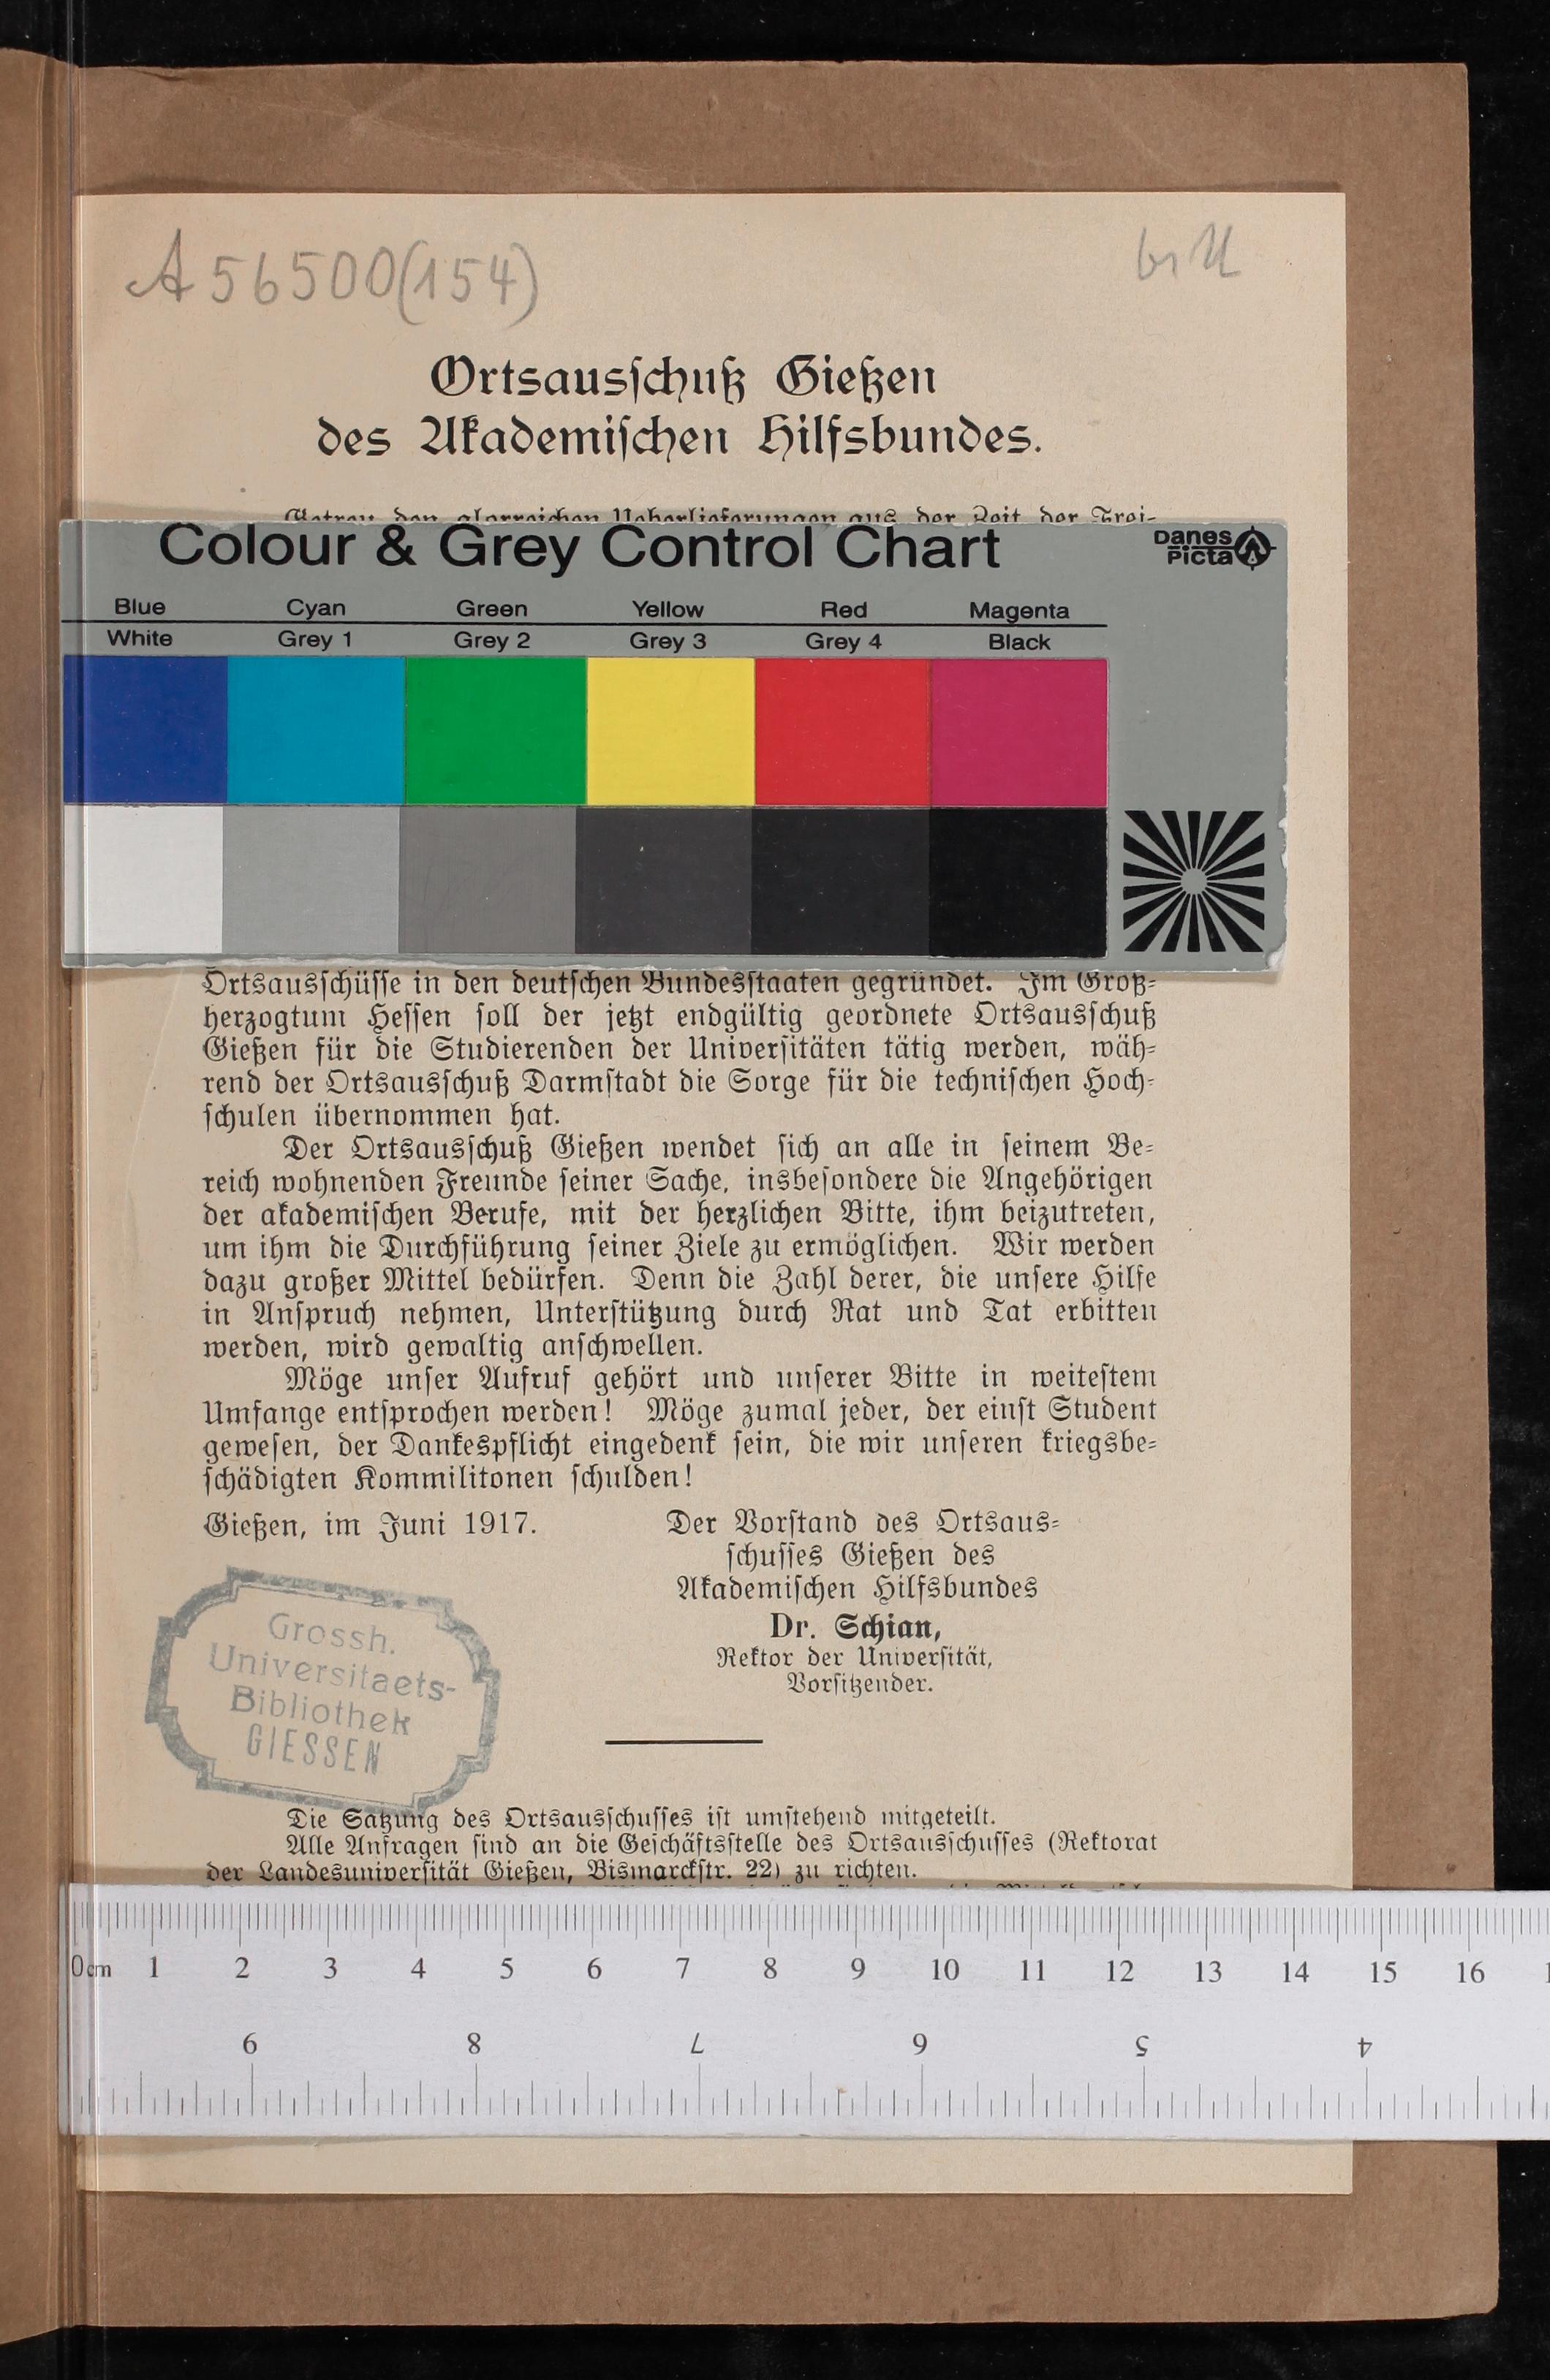 A 56500(154)
Ortsausschuß Gießen
des Akademischen Hilfsbundes.
Getreu den glorreichen Ueberlieferungen aus der Zeit der Frei-
Colour & Grey Control Chart
Danes
Picta
Blue Cyan Green Yellow Red Magenta
White Grey 1 Grey 2 Grey 3 Grey 4 Black
Ortsausschüsse in den deutschen Bundesstaaten gegründet. Im Groß-
herzogtum Hessen soll der jetzt endgültig geordnete Ortsausschuß
Gießen für die Studierenden der Universitäten tätig werden, wäh-
rend der Ortsausschuß Darmstadt die Sorge für die technischen Hoch-
schulen übernommen hat.
Der Ortsausschuß Gießen wendet sich an alle in seinem Be-
reich wohnenden Freunde seiner Sache, insbesondere die Angehörigen
der akademischen Berufe, mit der herzlichen Bitte, ihm beizutreten,
um ihm die Durchführung seiner Ziele zu ermöglichen. Wir werden
dazu großer Mittel bedürfen. Denn die Zahl derer, die unsere Hilfe
in Anspruch nehmen, Unterstützung durch Rat und Tat erbitten
werden, wird gewaltig anschwellen.
Möge unser Aufruf gehört und unserer Bitte in weitestem
Umfange entsprochen werden! Möge zumal jeder, der einst Student
gewesen, der Dankespflicht eingedenk sein, die wir unseren kriegsbe-
schädigten Kommilitonen schulden!
Gießen, im Juni 1917.
Der Vorstand des Ortsaus-
schusses Gießen des
Akademischen Hilfsbundes
Dr. Schian,
Rektor der Universität,
Vorsitzender.
Grossh.
Universitaets-
Bibliothek
GIESSEN
Die Satzung des Ortsausschusses ist umstehend mitgeteilt.
Alle Anfragen sind an die Geschäftsstelle des Ortsausschusses (Rektorat
der Landesuniversität Gießen, Bismarckstr. 22) zu richten.
0cm 1 2 3 4 5 6 7 8 9 10 11 12 13 14 15 16
9 8 7 6 5 4